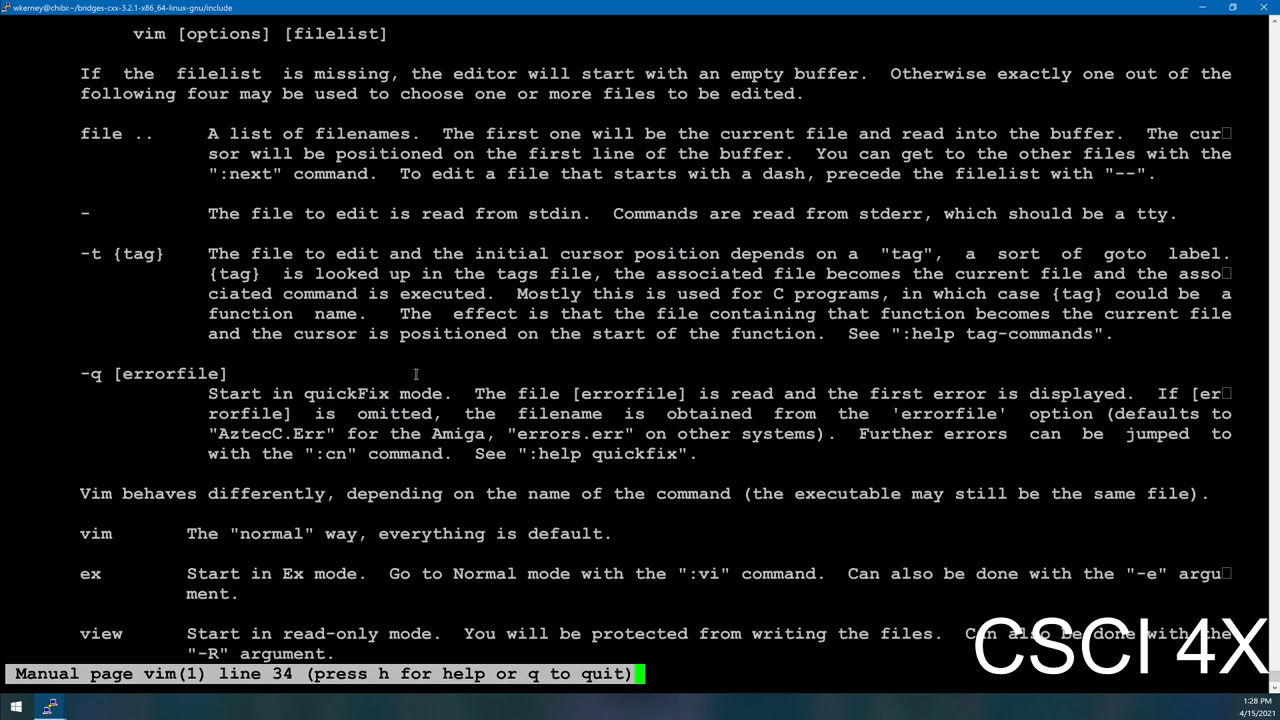 wkerney@chibi:~/bridges-cxx-3.2.1-x86_64-linux-gnu/include
vim [options] [filelist]
If the filelist is missing, the editor will start with an empty buffer. Otherwise exactly one out of the
following four may be used to choose one or more files to be edited.
file .. A list of filenames. The first one will be the current file and read into the buffer. The cur□
sor will be positioned on the first line of the buffer. You can get to the other files with the
":next" command. To edit a file that starts with a dash, precede the filelist with "--".
- The file to edit is read from stdin. Commands are read from stderr, which should be a tty.
-t {tag} The file to edit and the initial cursor position depends on a "tag", a sort of goto label.
{tag} is looked up in the tags file, the associated file becomes the current file and the asso□
ciated command is executed. Mostly this is used for C programs, in which case {tag} could be a
function name. The effect is that the file containing that function becomes the current file
and the cursor is positioned on the start of the function. See ":help tag-commands".
-q [errorfile]
Start in quickFix mode. The file [errorfile] is read and the first error is displayed. If [er□
rorfile] is omitted, the filename is obtained from the 'errorfile' option (defaults to
"AztecC.Err" for the Amiga, "errors.err" on other systems). Further errors can be jumped to
with the ":cn" command. See ":help quickfix".
Vim behaves differently, depending on the name of the command (the executable may still be the same file).
vim The "normal" way, everything is default.
ex Start in Ex mode. Go to Normal mode with the ":vi" command. Can also be done with the "-e" argu□
ment.
view Start in read-only mode. You will be protected from writing the files. Can also be done with the
"-R" argument.
CSCI 4X
Manual page vim(1) line 34 (press h for help or q to quit)
1:28 PM
4/15/2021